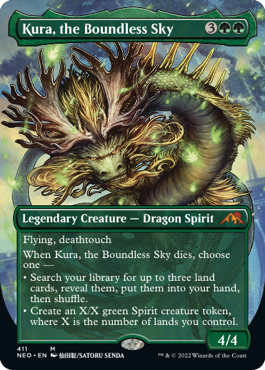 Kura, the Boundless Sky 3
Legendary Creature — Dragon Spirit
Flying, deathtouch
When Kura, the Boundless Sky dies, choose
one —
• Search your library for up to three land
cards, reveal them, put them into your hand,
then shuffle.
• Create an X/X green Spirit creature token,
where X is the number of lands you control.
4/4
411 M
NEO • EN SATORU SENDA
™ & © 2022 Wizards of the Coast